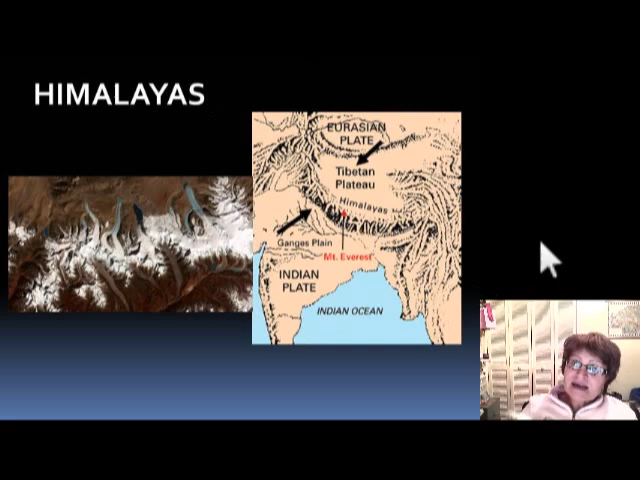 HIMALAYAS
EURASIAN
PLATE
Tibetan
Plateau
Himalayas
Ganges Plain
Mt. Everest
INDIAN
PLATE
INDIAN OCEAN